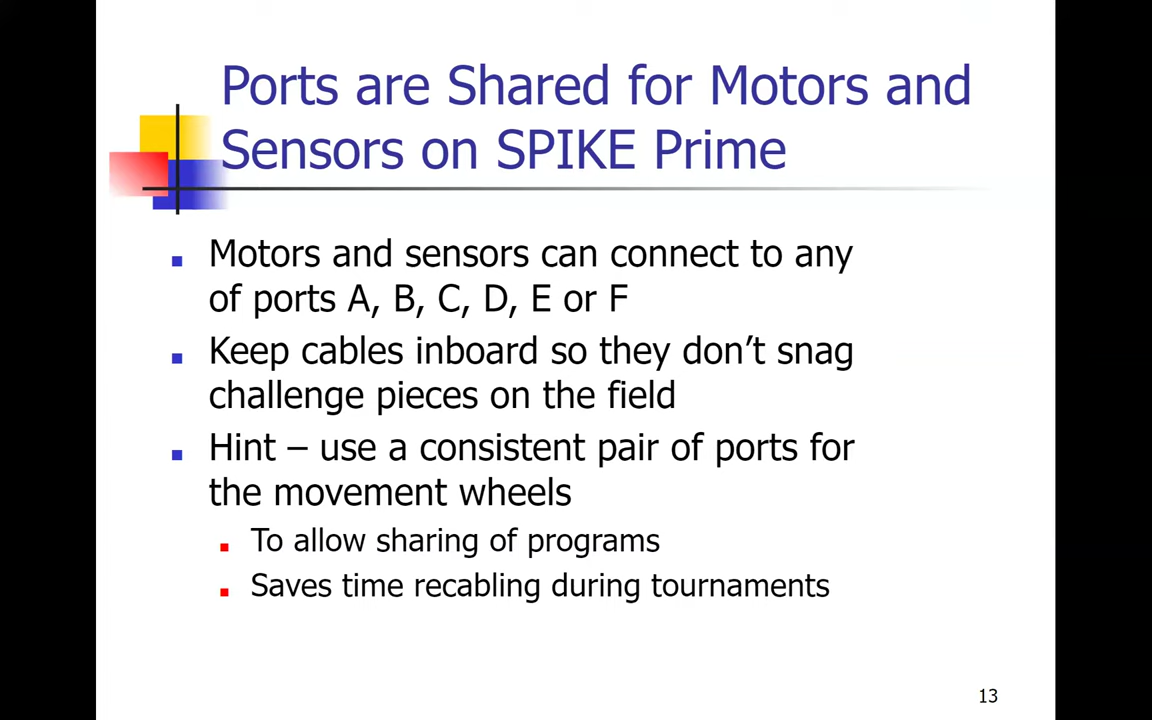 Ports are Shared for Motors and
Sensors on SPIKE Prime
Motors and sensors can connect to any
of ports A, B, C, D, E or F
Keep cables inboard so they don’t snag
challenge pieces on the field
Hint – use a consistent pair of ports for
the movement wheels
To allow sharing of programs
Saves time recabling during tournaments
13